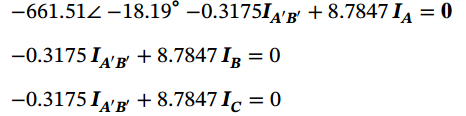 −661.51∠ −18.19° −0.3175I_{A′B′} + 8.7847 I_A = 0
−0.3175 I_{A′B′} + 8.7847 I_B = 0
−0.3175 I_{A′B′} + 8.7847 I_C = 0